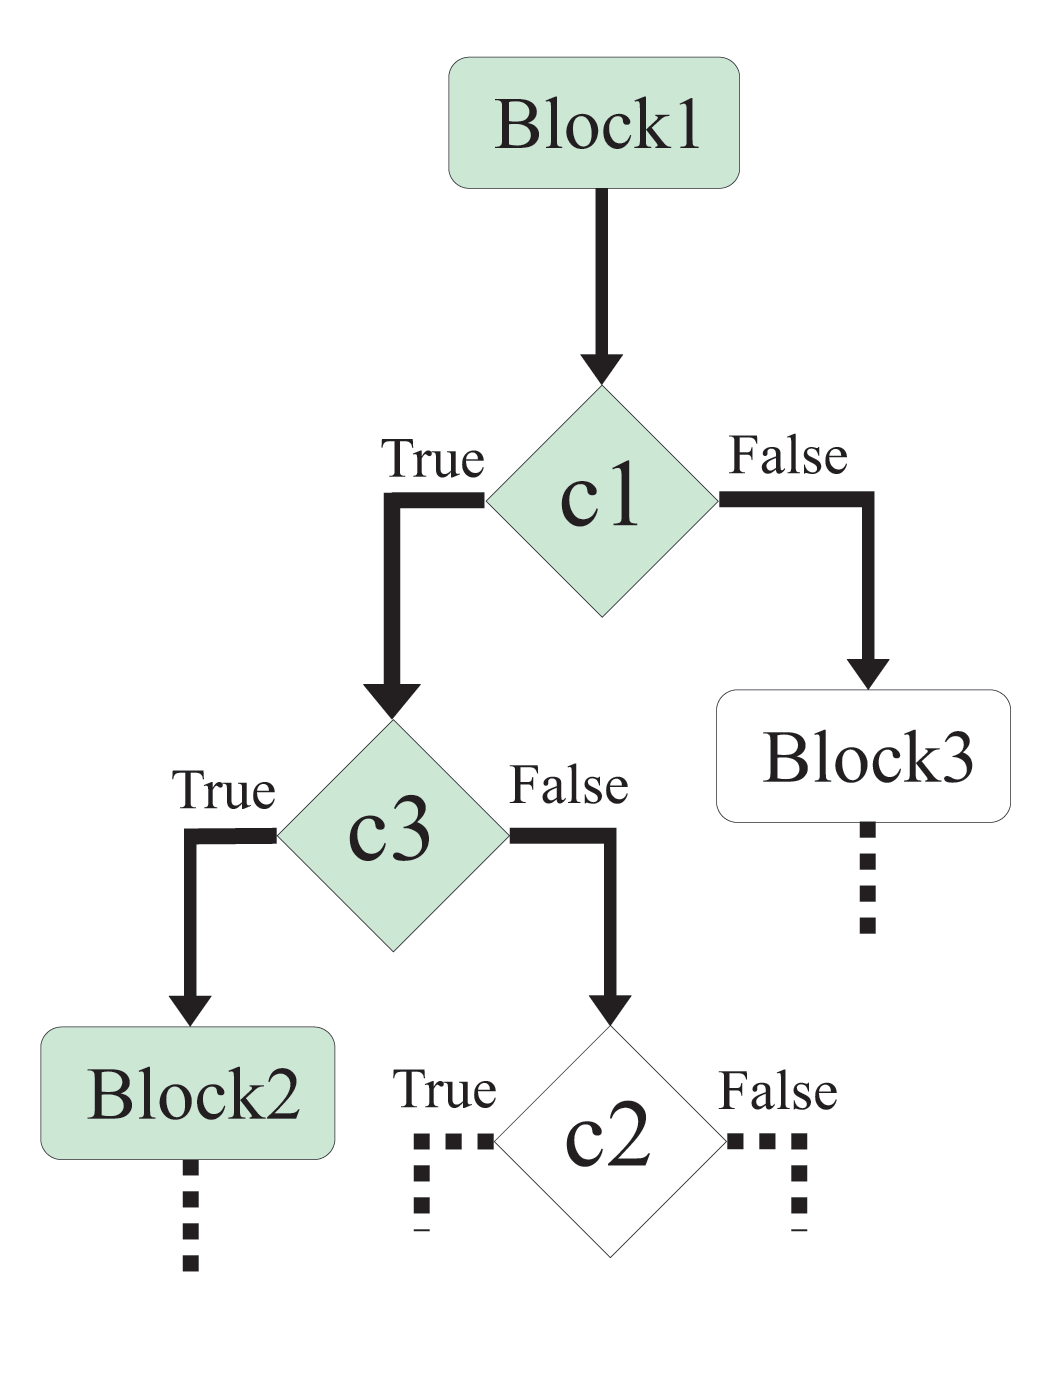 Block1
True
False
c1
Block3
True
False
c3
Block2
True
False
c2